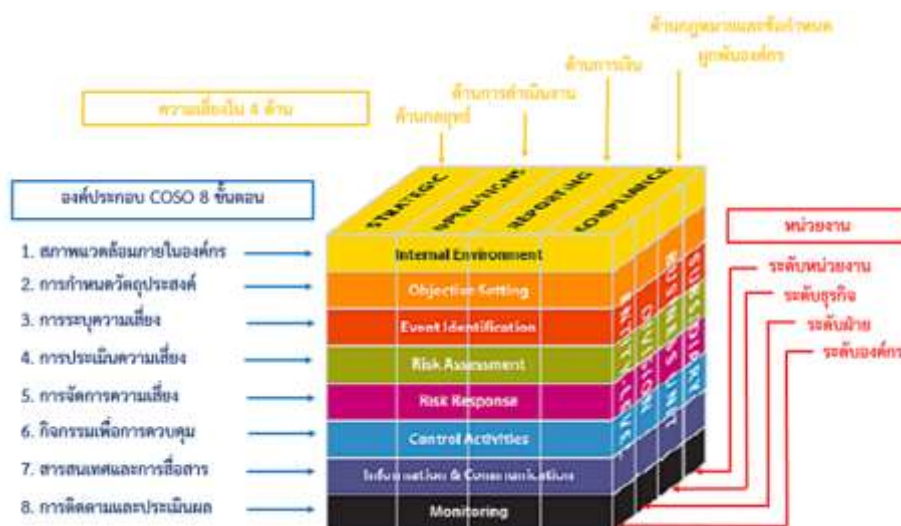 ด้านกฎหมายและข้อกำหนด
ผูกพันองค์กร
ด้านการเงิน
ด้านการดำเนินงาน
ด้านกลยุทธ์
ความเสี่ยงใน 4 ด้าน
องค์ประกอบ COSO 8 ขั้นตอน
STRATEGIC
OPERATIONS
REPORTING
COMPLIANCE
หน่วยงาน
1. สภาพแวดล้อมภายในองค์กร
Internal Environment
ระดับหน่วยงาน
2. การกำหนดวัตถุประสงค์
Objective Setting
ระดับธุรกิจ
3. การระบุความเสี่ยง
Event Identification
ระดับฝ่าย
4. การประเมินความเสี่ยง
Risk Assessment
ระดับองค์กร
5. การจัดการความเสี่ยง
Risk Response
6. กิจกรรมเพื่อการควบคุม
Control Activities
7. สารสนเทศและการสื่อสาร
Information & Communication
8. การติดตามและประเมินผล
Monitoring
ENTITY-LEVEL
DIVISION
BUSINESS UNIT
SUBSIDIARY